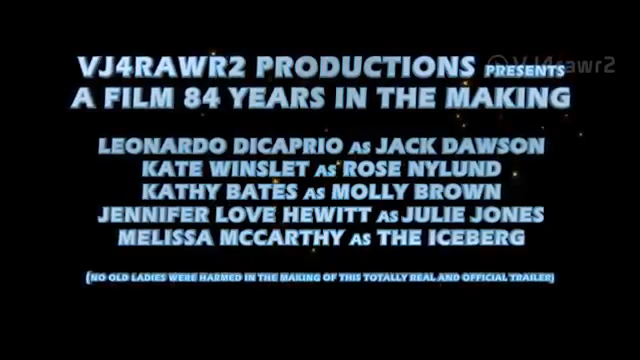 VJ4RAWR2 PRODUCTIONS PRESENTS
VJ4rawr2
A FILM 84 YEARS IN THE MAKING
LEONARDO DICAPRIO AS JACK DAWSON
KATE WINSLET AS ROSE NYLUND
KATHY BATES AS MOLLY BROWN
JENNIFER LOVE HEWITT AS JULIE JONES
MELISSA MCCARTHY AS THE ICEBERG
(NO OLD LADIES WERE HARMED IN THE MAKING OF THIS TOTALLY REAL AND OFFICIAL TRAILER)